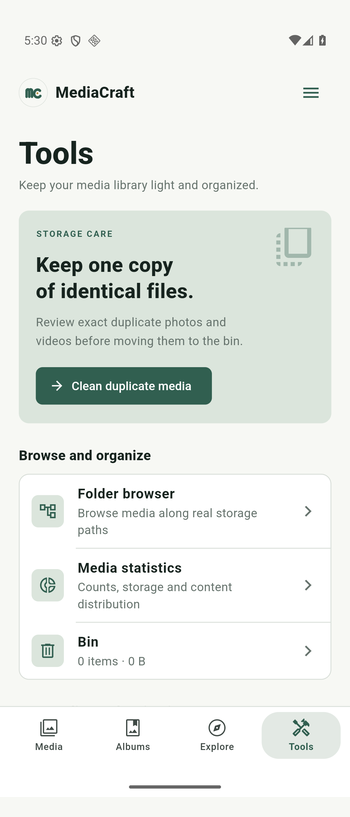 5:30
mc MediaCraft
Tools
Keep your media library light and organized.
STORAGE CARE
Keep one copy
of identical files.
Review exact duplicate photos and
videos before moving them to the bin.
Clean duplicate media
Browse and organize
Folder browser
Browse media along real storage
paths
Media statistics
Counts, storage and content
distribution
Bin
0 items · 0 B
Media Albums Explore Tools